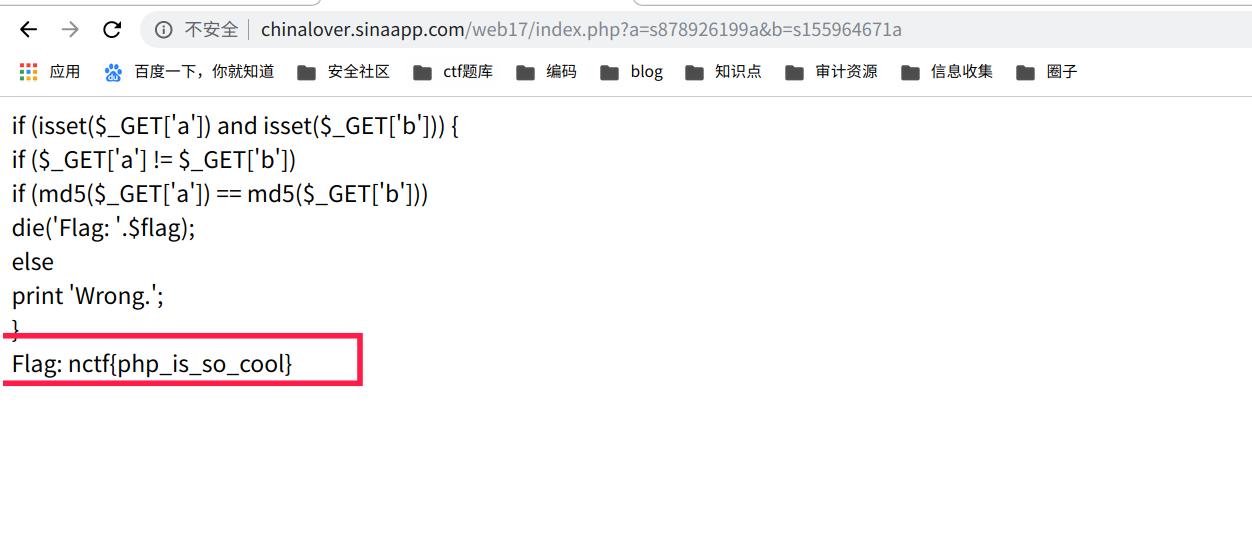 不安全 chinalover.sinaapp.com/web17/index.php?a=s878926199a&b=s155964671a
应用 百度一下，你就知道 安全社区 ctf题库 编码 blog 知识点 审计资源 信息收集 圈子
if (isset($_GET['a']) and isset($_GET['b'])) {
if ($_GET['a'] != $_GET['b'])
if (md5($_GET['a']) == md5($_GET['b']))
die('Flag: '.$flag);
else
print 'Wrong.';
}
Flag: nctf{php_is_so_cool}